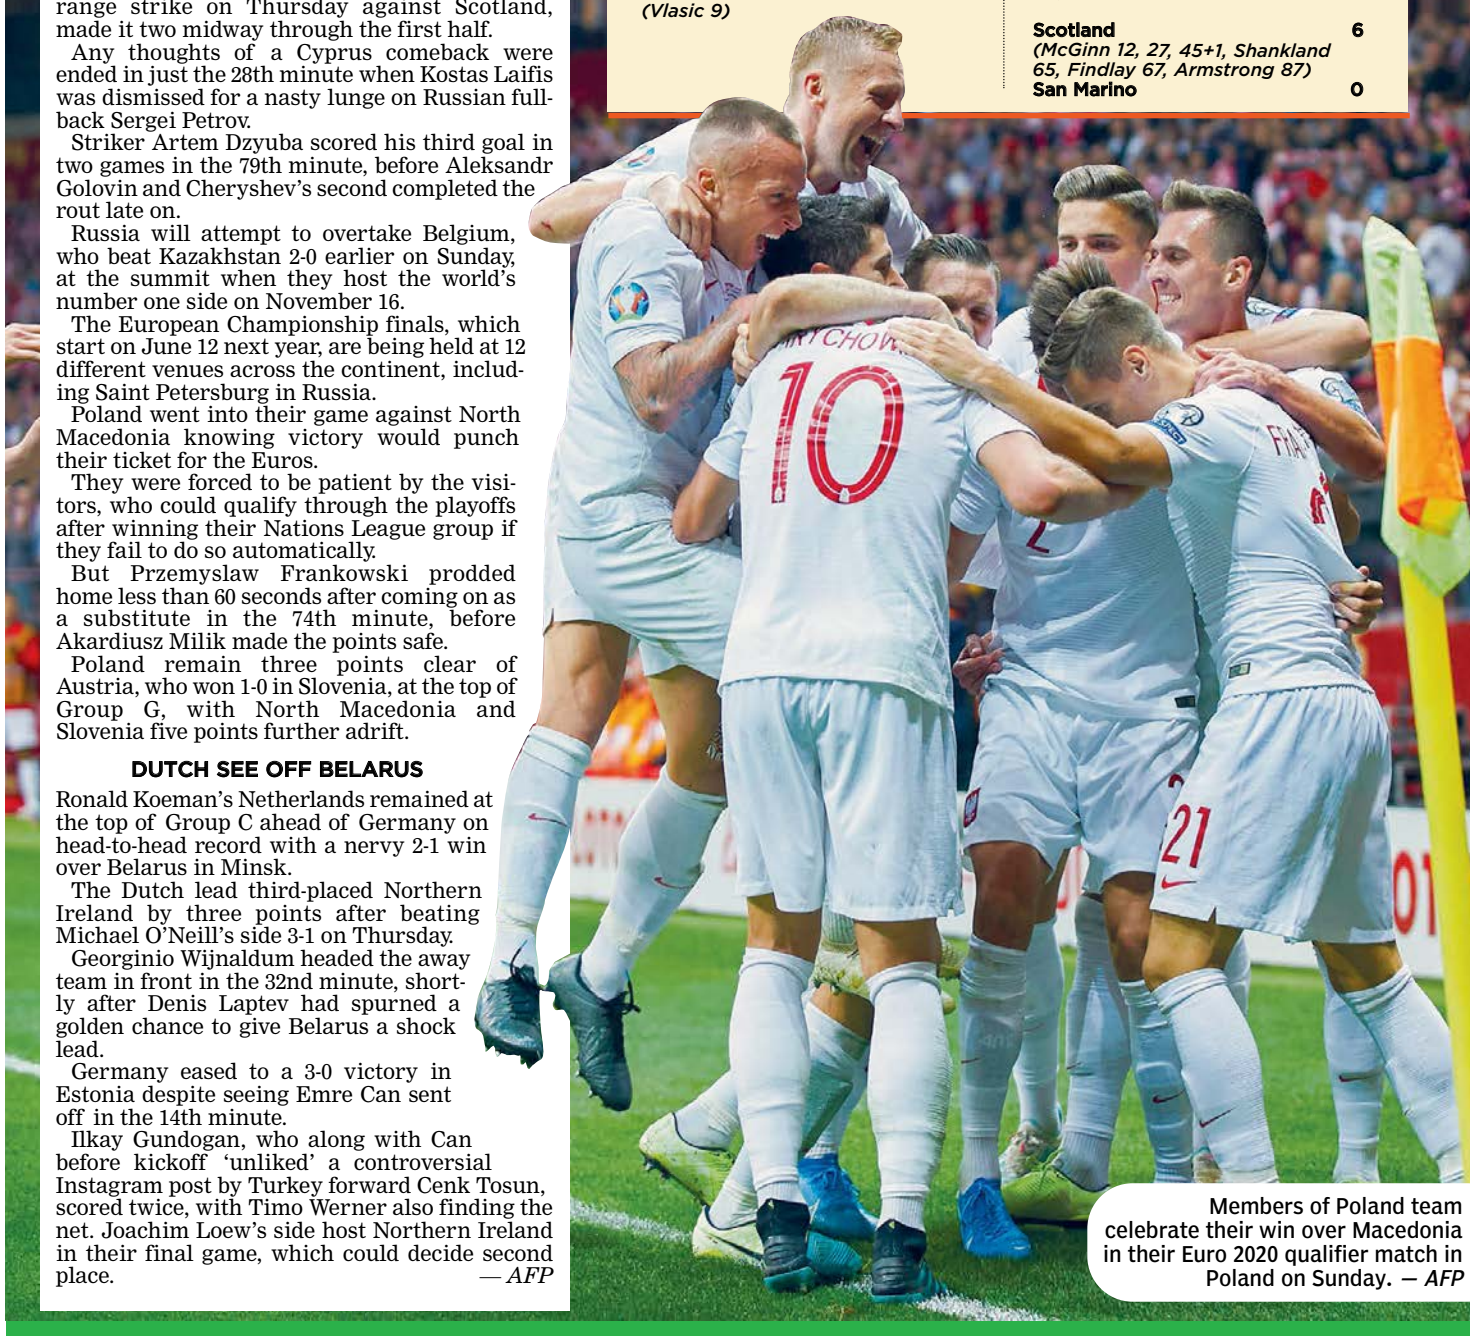 range strike on Thursday against Scotland,
made it two midway through the first half.
Any thoughts of a Cyprus comeback were
ended in just the 28th minute when Kostas Laifis
was dismissed for a nasty lunge on Russian full-
back Sergei Petrov.
Striker Artem Dzyuba scored his third goal in
two games in the 79th minute, before Aleksandr
Golovin and Cheryshev’s second completed the
rout late on.
Russia will attempt to overtake Belgium,
who beat Kazakhstan 2-0 earlier on Sunday,
at the summit when they host the world’s
number one side on November 16.
The European Championship finals, which
start on June 12 next year, are being held at 12
different venues across the continent, includ-
ing Saint Petersburg in Russia.
Poland went into their game against North
Macedonia knowing victory would punch
their ticket for the Euros.
They were forced to be patient by the visi-
tors, who could qualify through the playoffs
after winning their Nations League group if
they fail to do so automatically.
But Przemyslaw Frankowski prodded
home less than 60 seconds after coming on as
a substitute in the 74th minute, before
Akardiusz Milik made the points safe.
Poland remain three points clear of
Austria, who won 1-0 in Slovenia, at the top of
Group G, with North Macedonia and
Slovenia five points further adrift.
DUTCH SEE OFF BELARUS
Ronald Koeman’s Netherlands remained at
the top of Group C ahead of Germany on
head-to-head record with a nervy 2-1 win
over Belarus in Minsk.
The Dutch lead third-placed Northern
Ireland by three points after beating
Michael O’Neill’s side 3-1 on Thursday.
Georginio Wijnaldum headed the away
team in front in the 32nd minute, short-
ly after Denis Laptev had spurned a
golden chance to give Belarus a shock
lead.
Germany eased to a 3-0 victory in
Estonia despite seeing Emre Can sent
off in the 14th minute.
Ilkay Gundogan, who along with Can
before kickoff ‘unliked’ a controversial
Instagram post by Turkey forward Cenk Tosun,
scored twice, with Timo Werner also finding the
net. Joachim Loew’s side host Northern Ireland
in their final game, which could decide second
place. — AFP
(Vlasic 9)
Scotland 6
(McGinn 12, 27, 45+1, Shankland
65, Findlay 67, Armstrong 87)
San Marino 0
10
2
21
Members of Poland team
celebrate their win over Macedonia
in their Euro 2020 qualifier match in
Poland on Sunday. — AFP